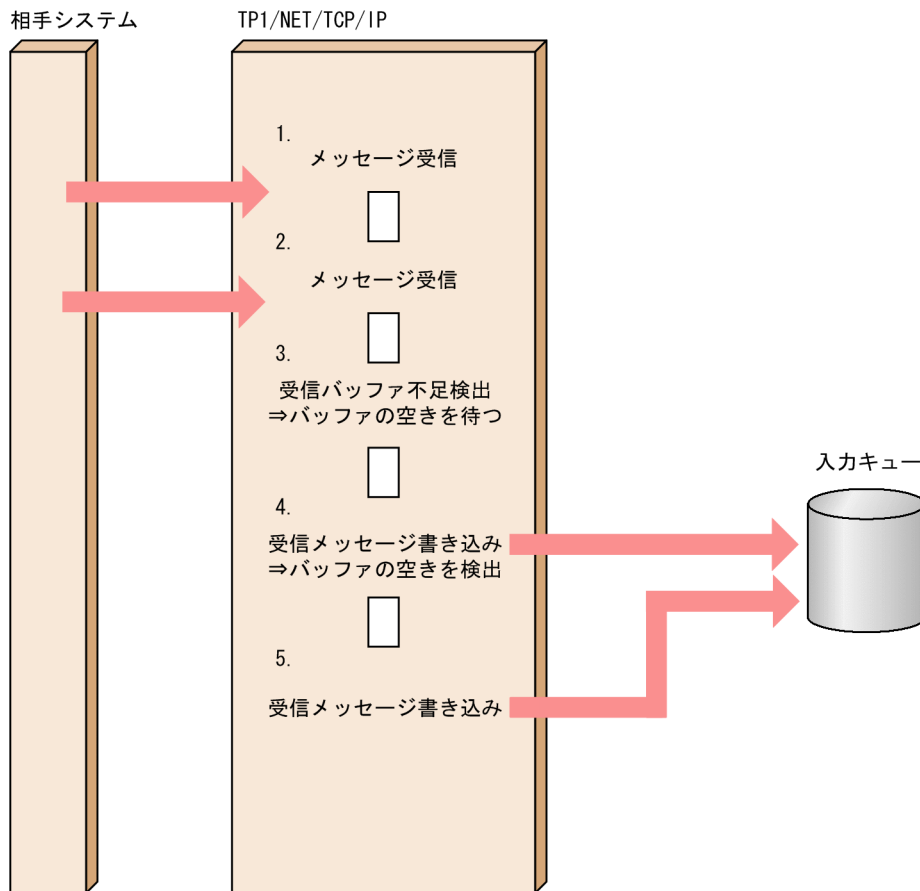 相手システム
TP1/NET/TCP/IP
1.
メッセージ受信
2.
メッセージ受信
3.
受信バッファ不足検出
⇒バッファの空きを待つ
4.
受信メッセージ書き込み
⇒バッファの空きを検出
5.
受信メッセージ書き込み
入力キュー